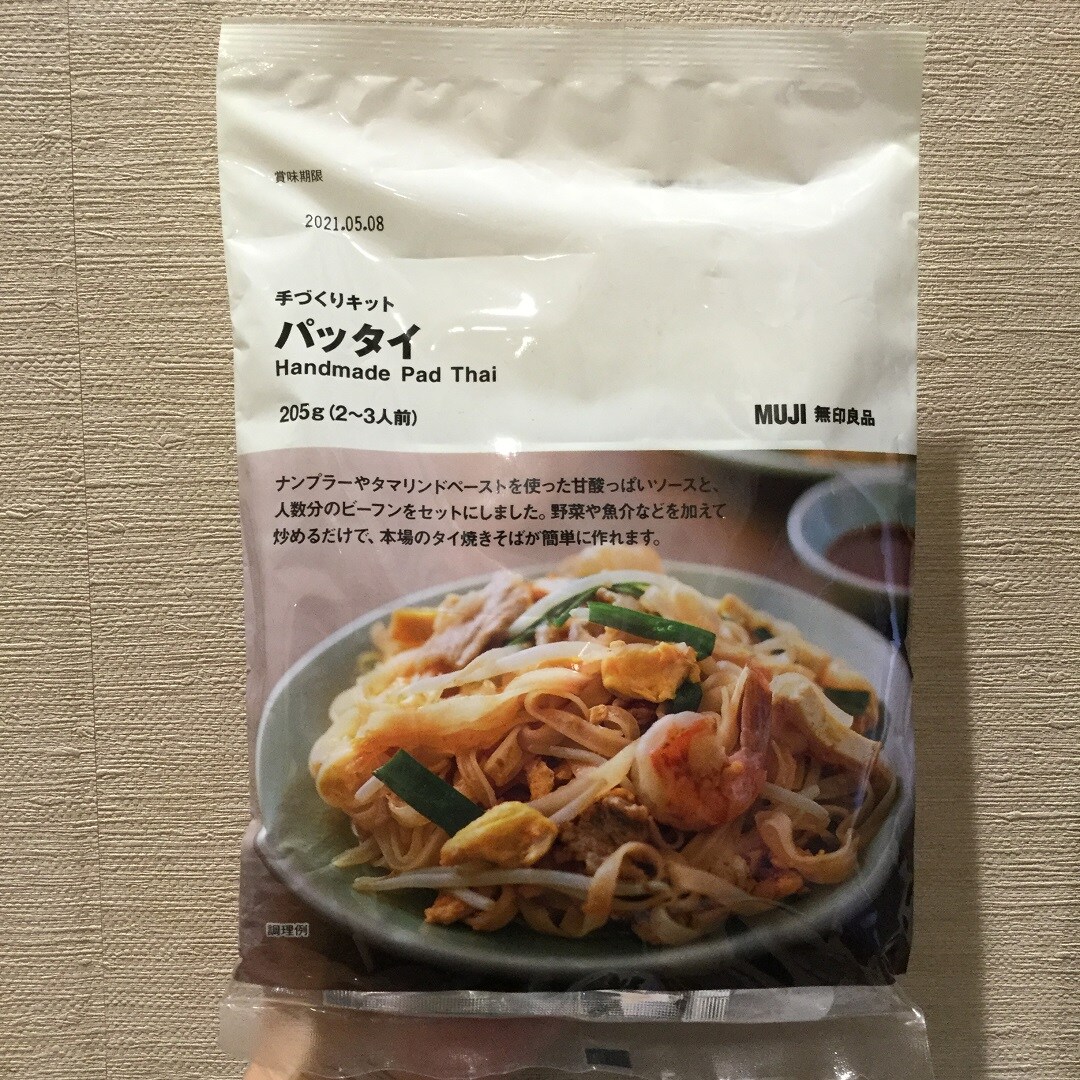 賞味期限
2021.05.08
手づくりキット
パッタイ
Handmade Pad Thai
205g(2〜3人前)
MUJI 無印良品
ナンプラーやタマリンドペーストを使った甘酸っぱいソースと、
人数分のビーフンをセットにしました。野菜や魚介などを加えて
炒めるだけで、本場のタイ焼きそばが簡単に作れます。
調理例